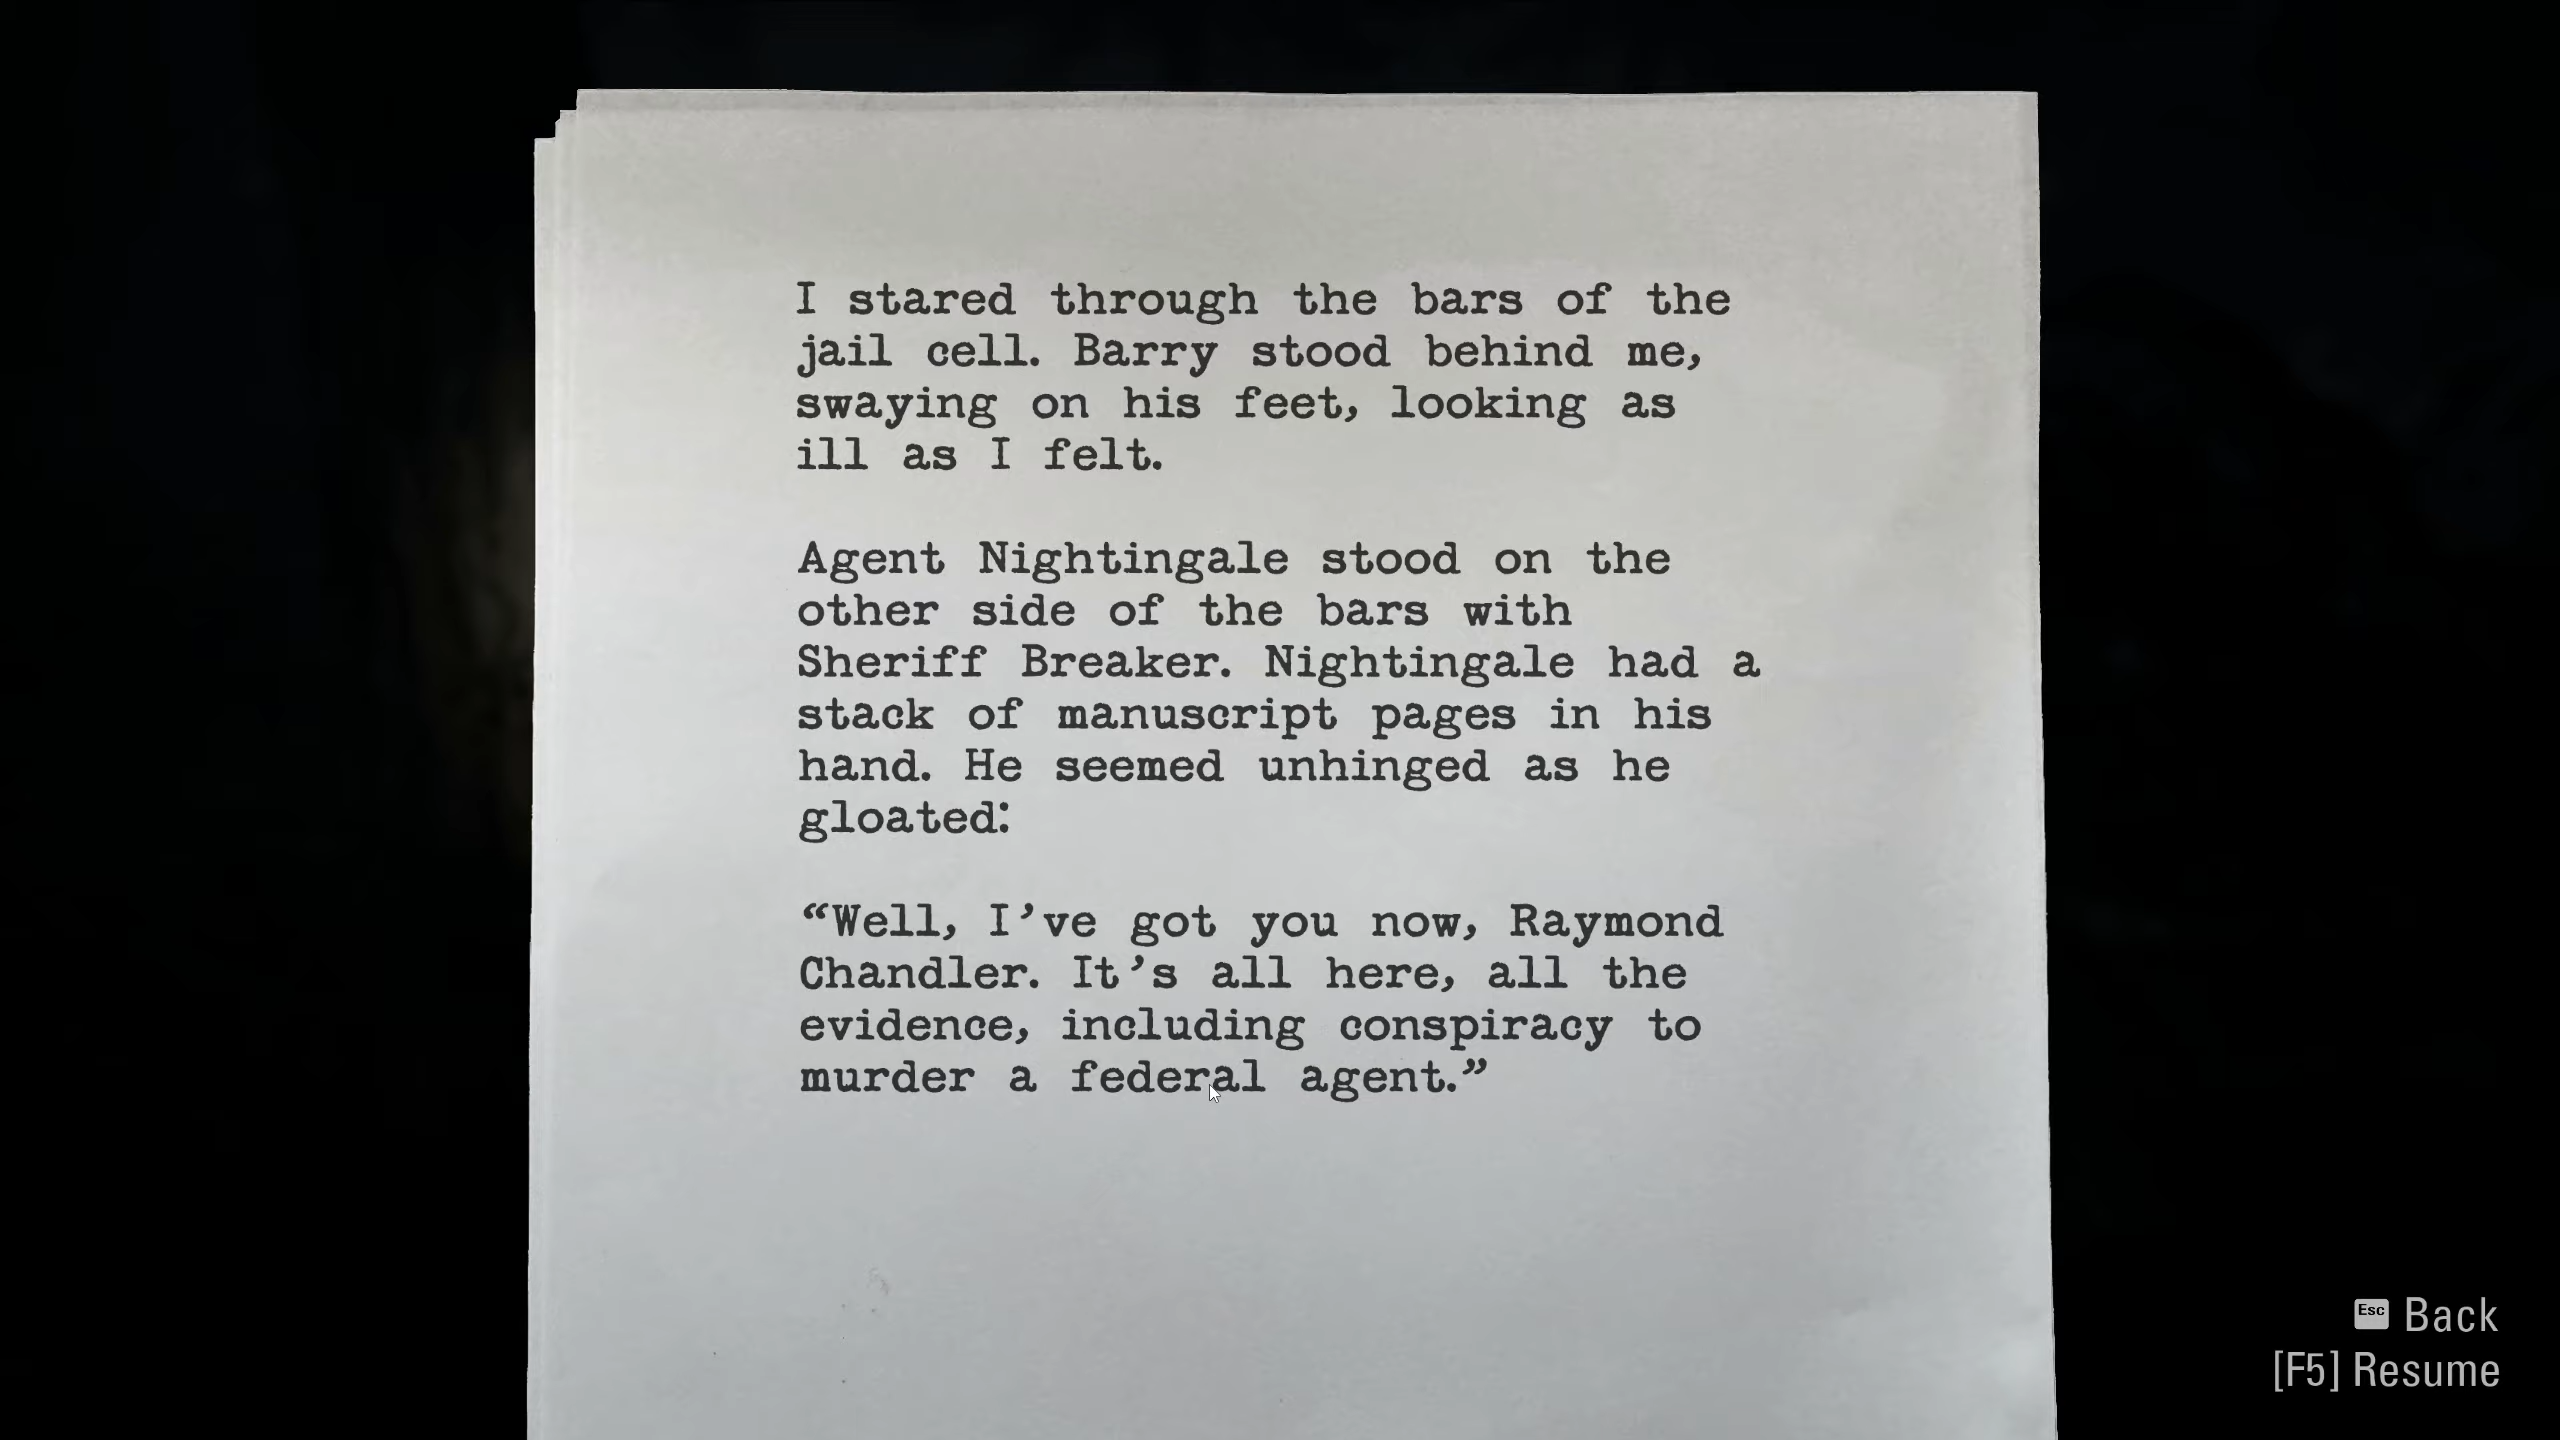 I stared through the bars of the
jail cell. Barry stood behind me,
swaying on his feet, looking as
ill as I felt.
Agent Nightingale stood on the
other side of the bars with
Sheriff Breaker. Nightingale had a
stack of manuscript pages in his
hand. He seemed unhinged as he
gloated:
“Well, I’ve got you now, Raymond
Chandler. It’s all here, all the
evidence, including conspiracy to
murder a federal agent.”
Esc Back
[F5] Resume